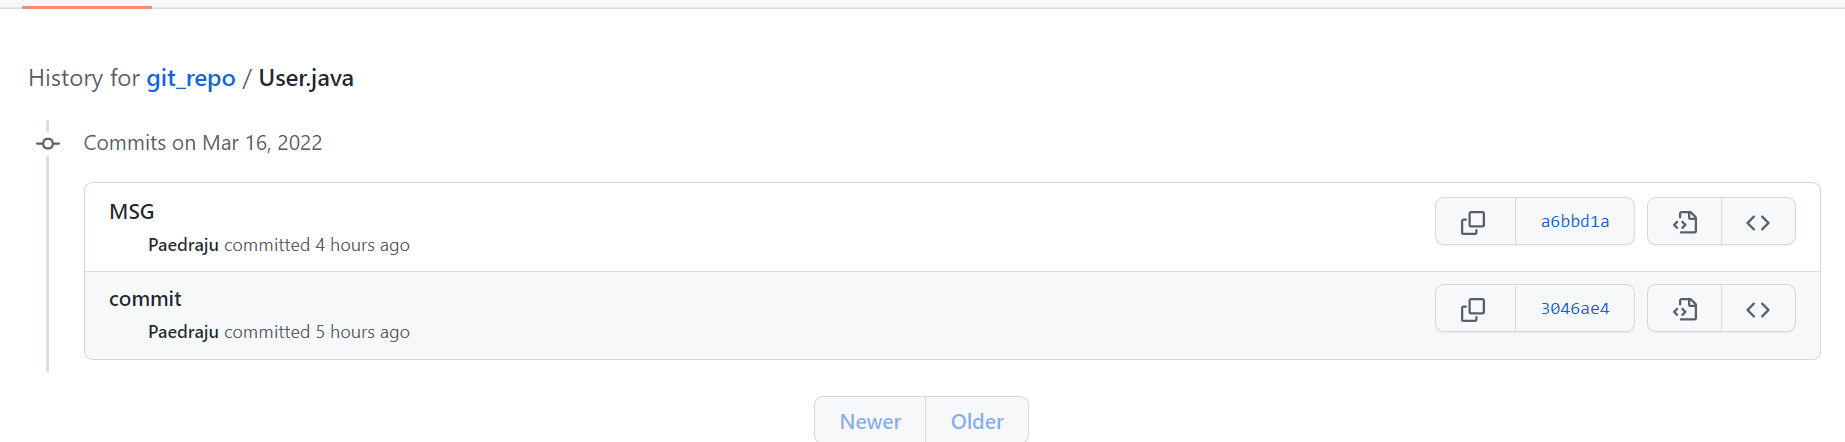 History for git_repo / User.java
Commits on Mar 16, 2022
MSG
a6bbd1a
Paedraju committed 4 hours ago
commit
3046ae4
Paedraju committed 5 hours ago
Newer Older